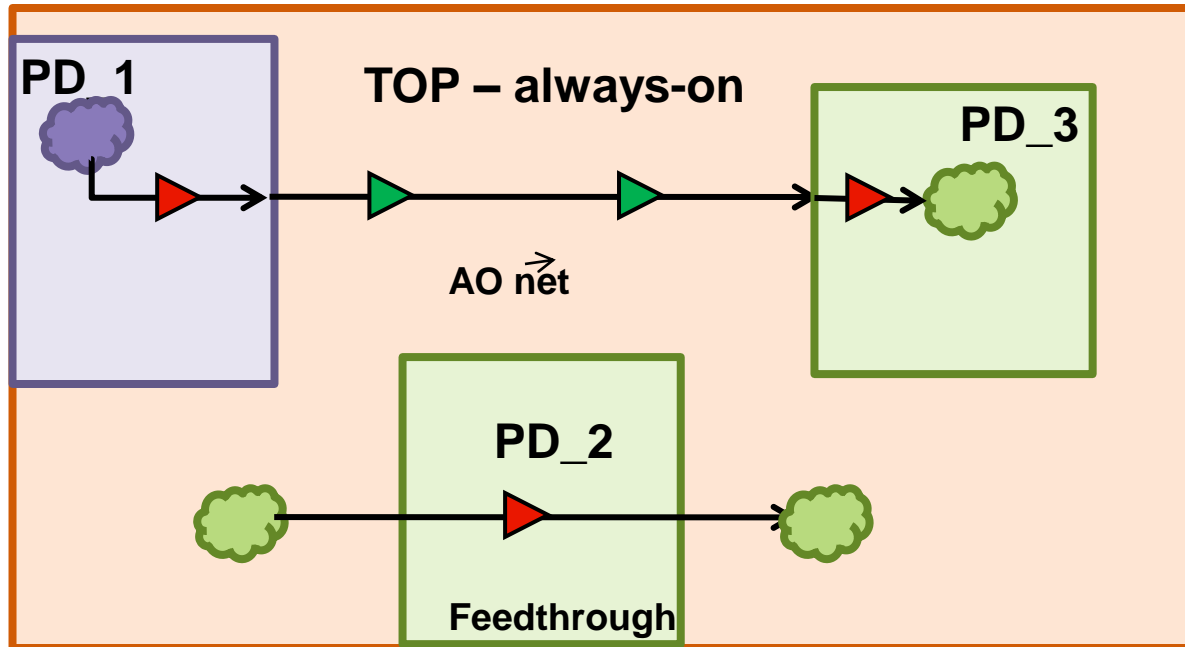 PD_1
TOP – always-on
PD_3
AO net
PD_2
Feedthrough